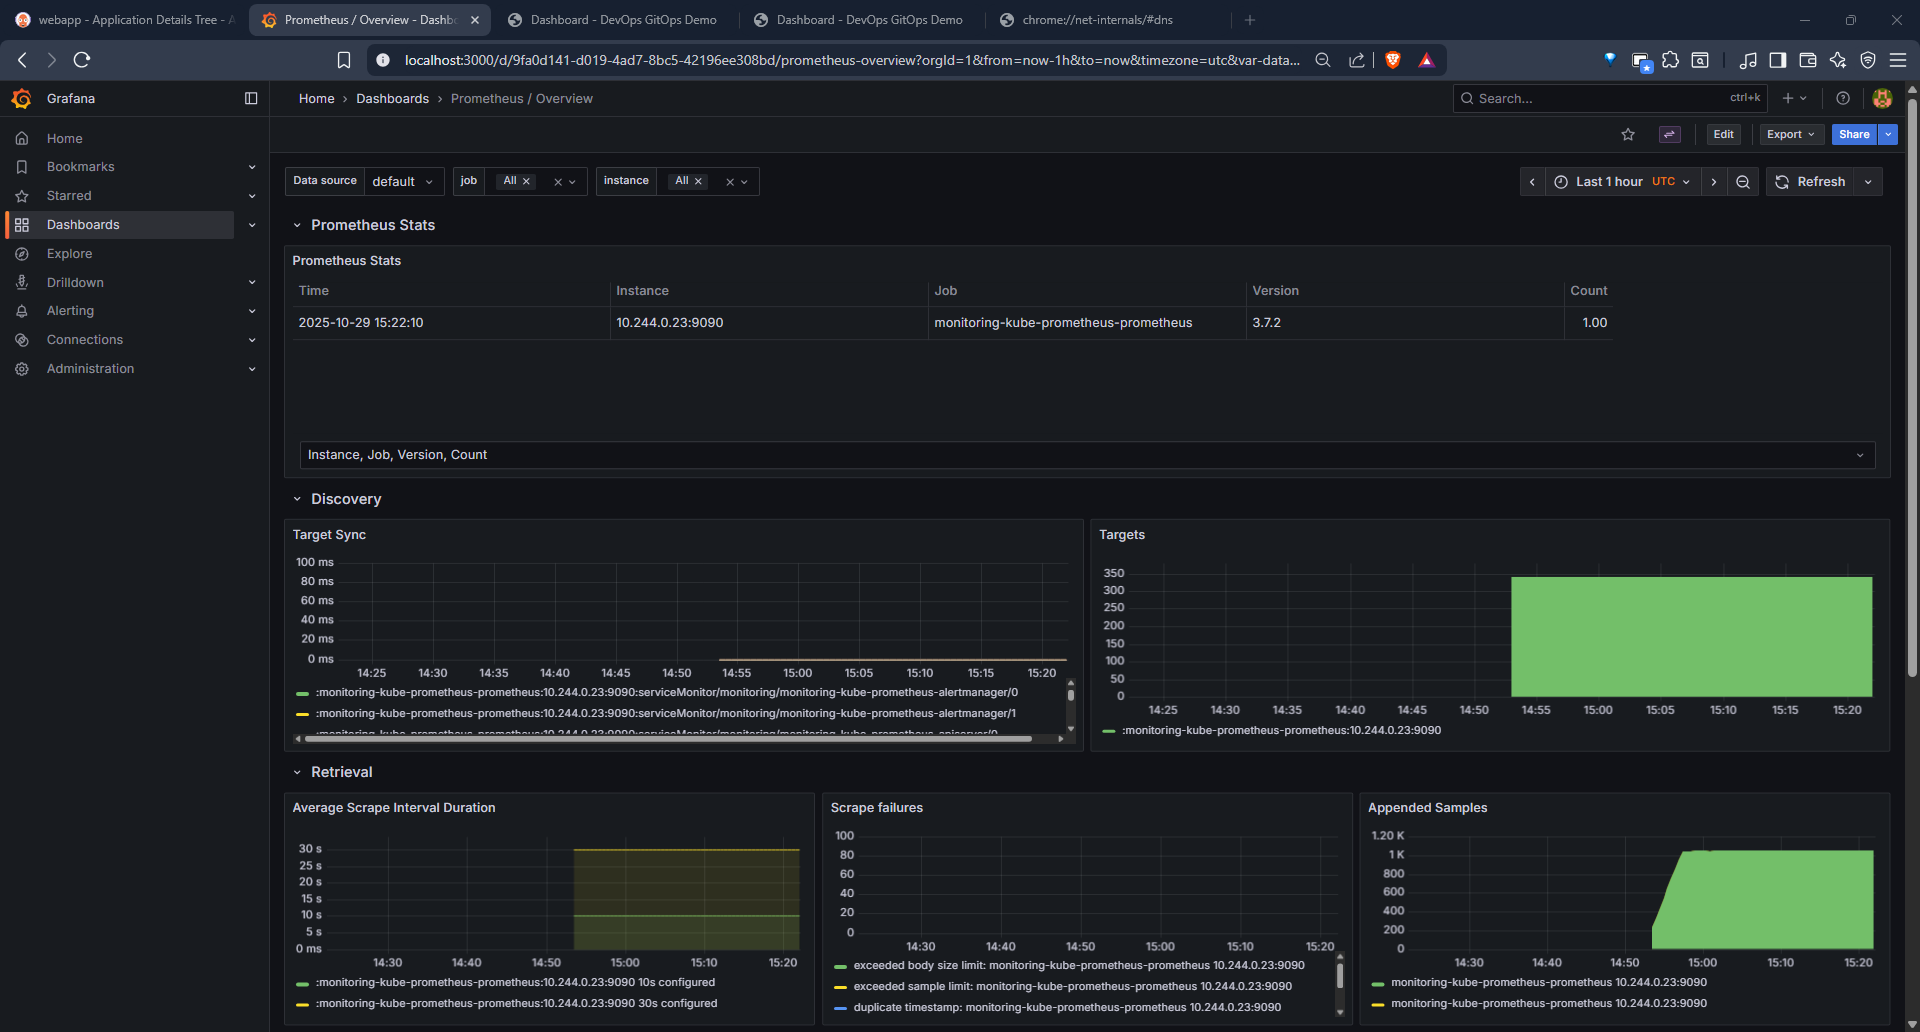 webapp - Application Details Tree - A
Prometheus / Overview - Dashbo
Dashboard - DevOps GitOps Demo
Dashboard - DevOps GitOps Demo
chrome://net-internals/#dns
localhost:3000/d/9fa0d141-d019-4ad7-8bc5-42196ee308bd/prometheus-overview?orgId=1&from=now-1h&to=now&timezone=utc&var-data...
Grafana
Home › Dashboards › Prometheus / Overview
Search... ctrl+k
Edit
Export
Share
Home
Bookmarks
Starred
Dashboards
Explore
Drilldown
Alerting
Connections
Administration
Data source default
job All
instance All
Last 1 hour UTC
Refresh
Prometheus Stats
Prometheus Stats
Time Instance Job Version Count
2025-10-29 15:22:10 10.244.0.23:9090 monitoring-kube-prometheus-prometheus 3.7.2 1.00
Instance, Job, Version, Count
Discovery
Target Sync
100 ms
80 ms
60 ms
40 ms
20 ms
0 ms
14:25 14:30 14:35 14:40 14:45 14:50 14:55 15:00 15:05 15:10 15:15 15:20
:monitoring-kube-prometheus-prometheus:10.244.0.23:9090:serviceMonitor/monitoring/monitoring-kube-prometheus-alertmanager/0
:monitoring-kube-prometheus-prometheus:10.244.0.23:9090:serviceMonitor/monitoring/monitoring-kube-prometheus-alertmanager/1
:monitoring-kube-prometheus-prometheus:10.244.0.23:9090:serviceMonitor/monitoring/monitoring-kube-prometheus-apiserver/0
Targets
350
300
250
200
150
100
50
0
14:25 14:30 14:35 14:40 14:45 14:50 14:55 15:00 15:05 15:10 15:15 15:20
:monitoring-kube-prometheus-prometheus:10.244.0.23:9090
Retrieval
Average Scrape Interval Duration
30 s
25 s
20 s
15 s
10 s
5 s
0 ms
14:30 14:40 14:50 15:00 15:10 15:20
:monitoring-kube-prometheus-prometheus:10.244.0.23:9090 10s configured
:monitoring-kube-prometheus-prometheus:10.244.0.23:9090 30s configured
Scrape failures
100
80
60
40
20
0
14:30 14:40 14:50 15:00 15:10 15:20
exceeded body size limit: monitoring-kube-prometheus-prometheus 10.244.0.23:9090
exceeded sample limit: monitoring-kube-prometheus-prometheus 10.244.0.23:9090
duplicate timestamp: monitoring-kube-prometheus-prometheus 10.244.0.23:9090
Appended Samples
1.20 K
1 K
800
600
400
200
0
14:30 14:40 14:50 15:00 15:10 15:20
monitoring-kube-prometheus-prometheus 10.244.0.23:9090
monitoring-kube-prometheus-prometheus 10.244.0.23:9090